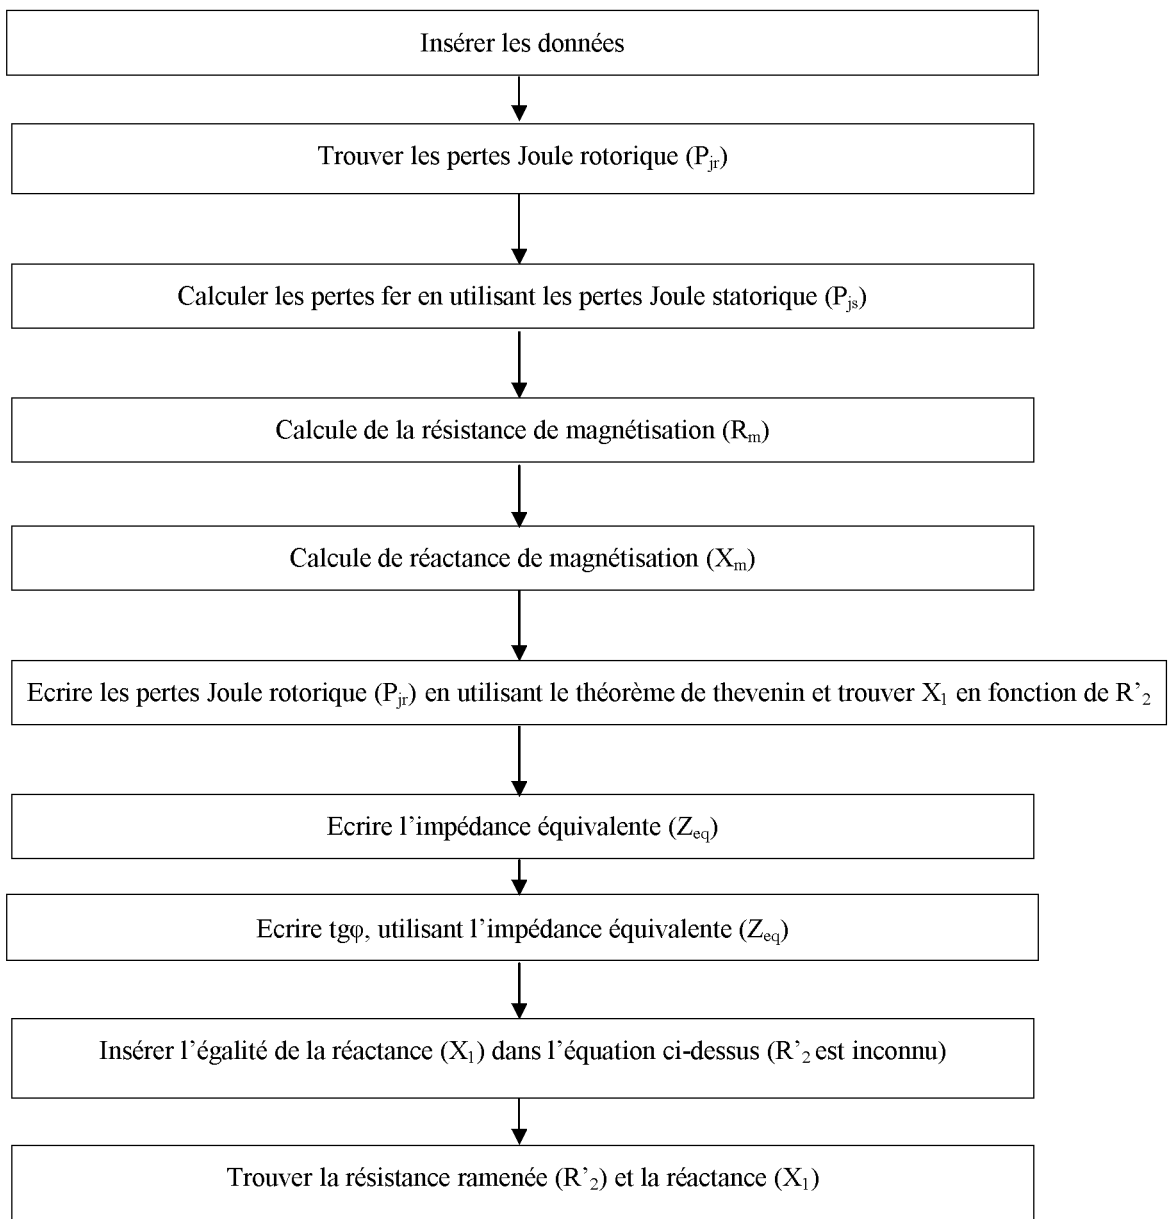 Insérer les données
Trouver les pertes Joule rotorique (Pjr)
Calculer les pertes fer en utilisant les pertes Joule statorique (Pjs)
Calcule de la résistance de magnétisation (Rm)
Calcule de réactance de magnétisation (Xm)
Ecrire les pertes Joule rotorique (Pjr) en utilisant le théorème de thevenin et trouver X1 en fonction de R’2
Ecrire l’impédance équivalente (Zeq)
Ecrire tgφ, utilisant l’impédance équivalente (Zeq)
Insérer l’égalité de la réactance (X1) dans l’équation ci-dessus (R’2 est inconnu)
Trouver la résistance ramenée (R’2) et la réactance (X1)